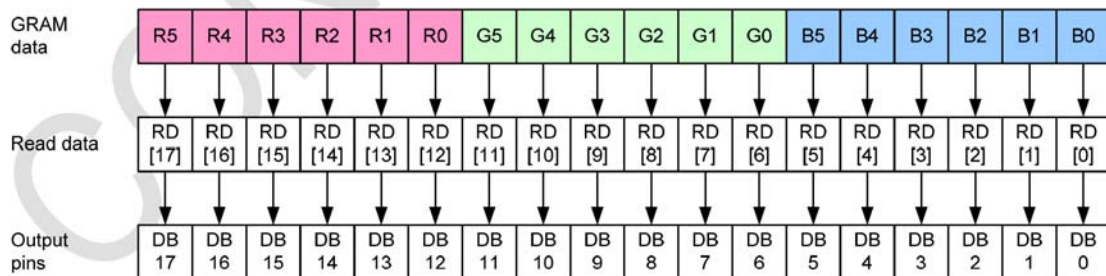 GRAM data R5 R4 R3 R2 R1 R0 G5 G4 G3 G2 G1 G0 B5 B4 B3 B2 B1 B0
Read data RD [17] RD [16] RD [15] RD [14] RD [13] RD [12] RD [11] RD [10] RD [9] RD [8] RD [7] RD [6] RD [5] RD [4] RD [3] RD [2] RD [1] RD [0]
Output pins DB 17 DB 16 DB 15 DB 14 DB 13 DB 12 DB 11 DB 10 DB 9 DB 8 DB 7 DB 6 DB 5 DB 4 DB 3 DB 2 DB 1 DB 0